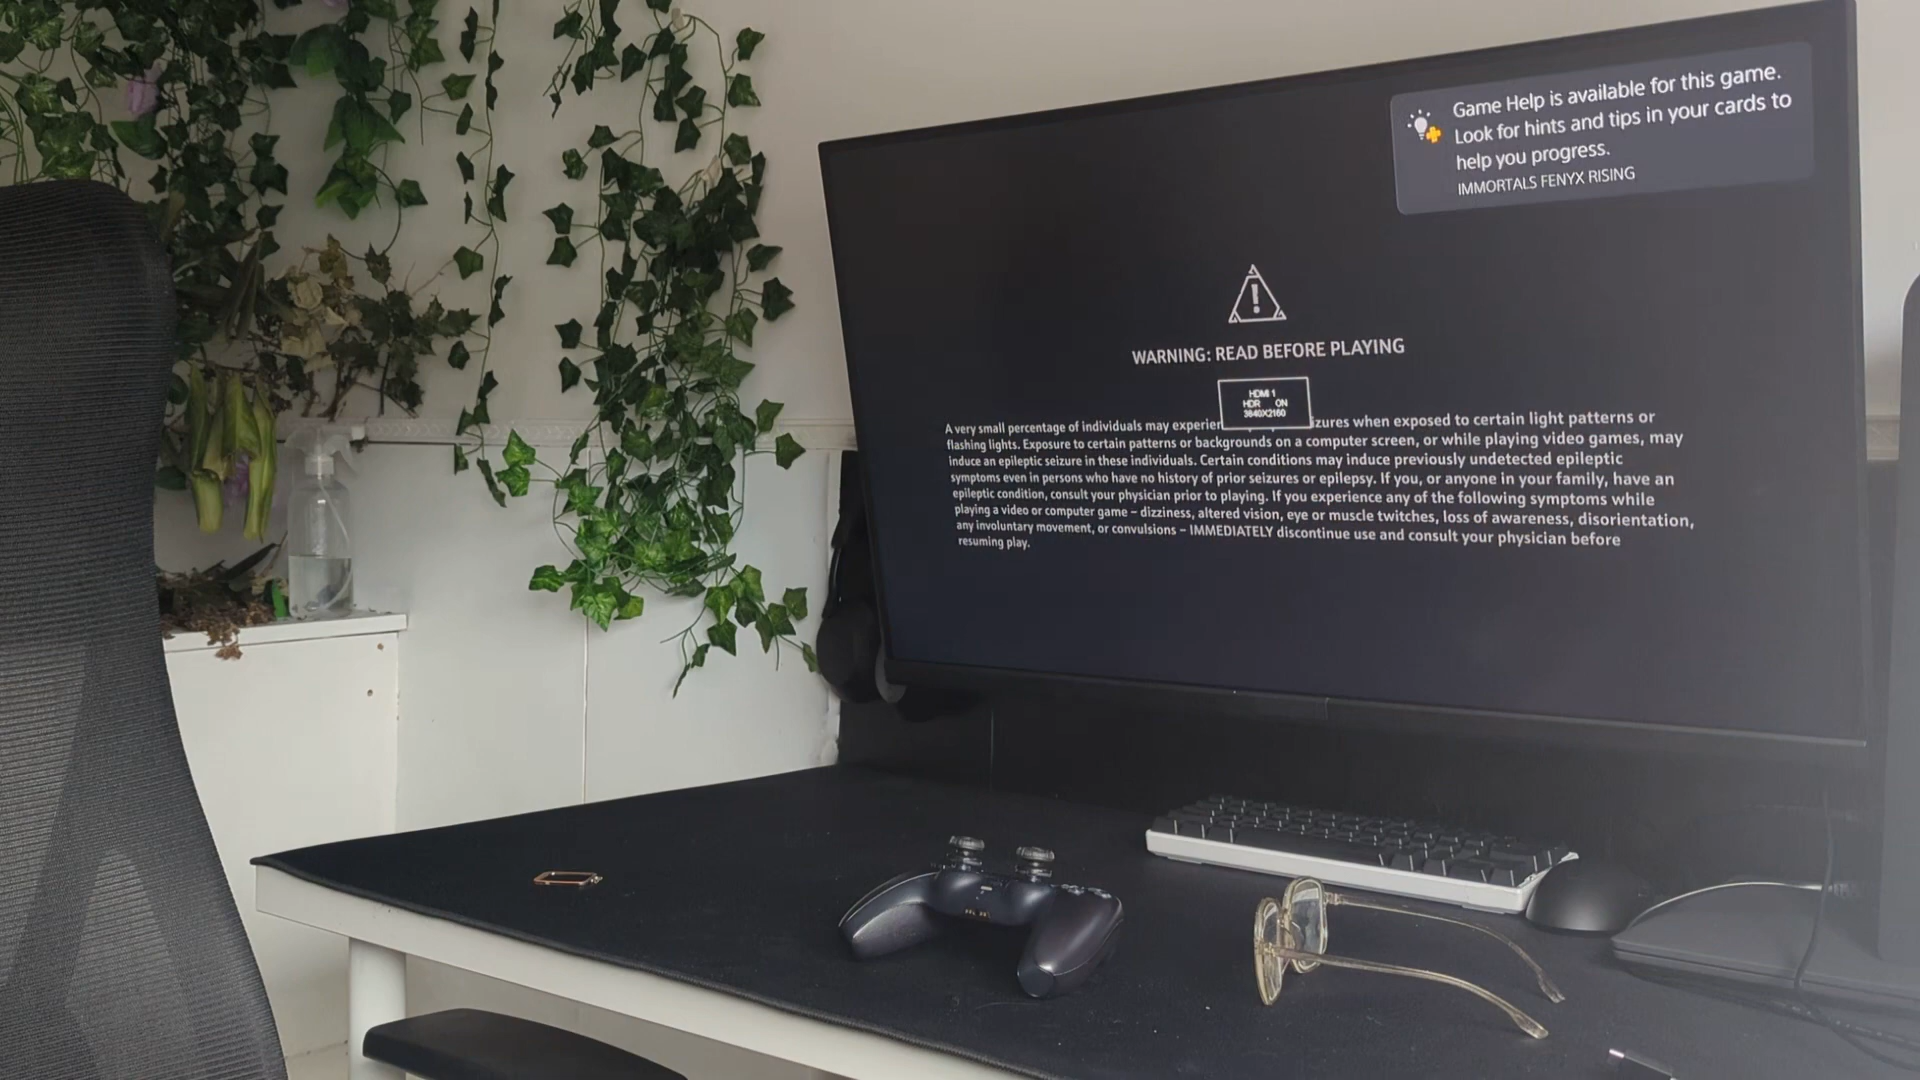 Game Help is available for this game.
Look for hints and tips in your cards to
help you progress.
IMMORTALS FENYX RISING
WARNING: READ BEFORE PLAYING
HDMI 1
HDR ON
3840X2160
A very small percentage of individuals may experien izures when exposed to certain light patterns or
flashing lights. Exposure to certain patterns or backgrounds on a computer screen, or while playing video games, may
induce an epileptic seizure in these individuals. Certain conditions may induce previously undetected epileptic
symptoms even in persons who have no history of prior seizures or epilepsy. If you, or anyone in your family, have an
epileptic condition, consult your physician prior to playing. If you experience any of the following symptoms while
playing a video or computer game – dizziness, altered vision, eye or muscle twitches, loss of awareness, disorientation,
any involuntary movement, or convulsions – IMMEDIATELY discontinue use and consult your physician before
resuming play.